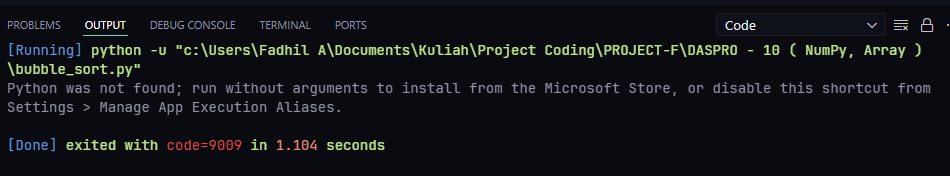 PROBLEMS OUTPUT DEBUG CONSOLE TERMINAL PORTS Code
[Running] python -u "c:\Users\Fadhil A\Documents\Kuliah\Project Coding\PROJECT-F\DASPRO - 10 ( NumPy, Array )
\bubble_sort.py"
Python was not found; run without arguments to install from the Microsoft Store, or disable this shortcut from
Settings > Manage App Execution Aliases.
[Done] exited with code=9009 in 1.104 seconds